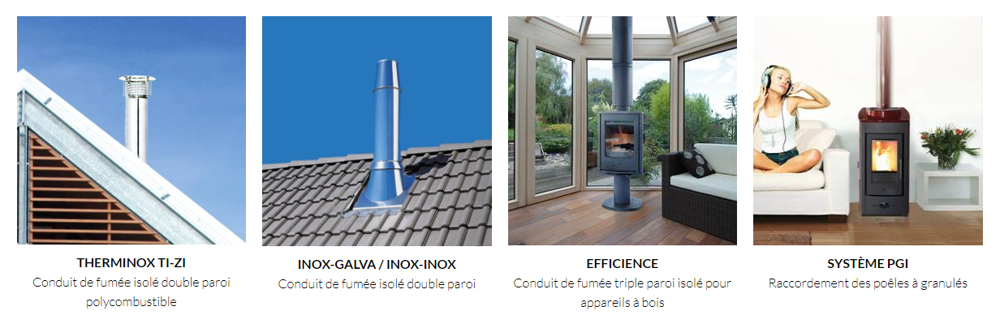 THERMINOX TI-ZI
Conduit de fumée isolé double paroi
polycombustible
INOX-GALVA / INOX-INOX
Conduit de fumée isolé double paroi
EFFICIENCE
Conduit de fumée triple paroi isolé pour
appareils à bois
SYSTÈME PGI
Raccordement des poêles à granulés